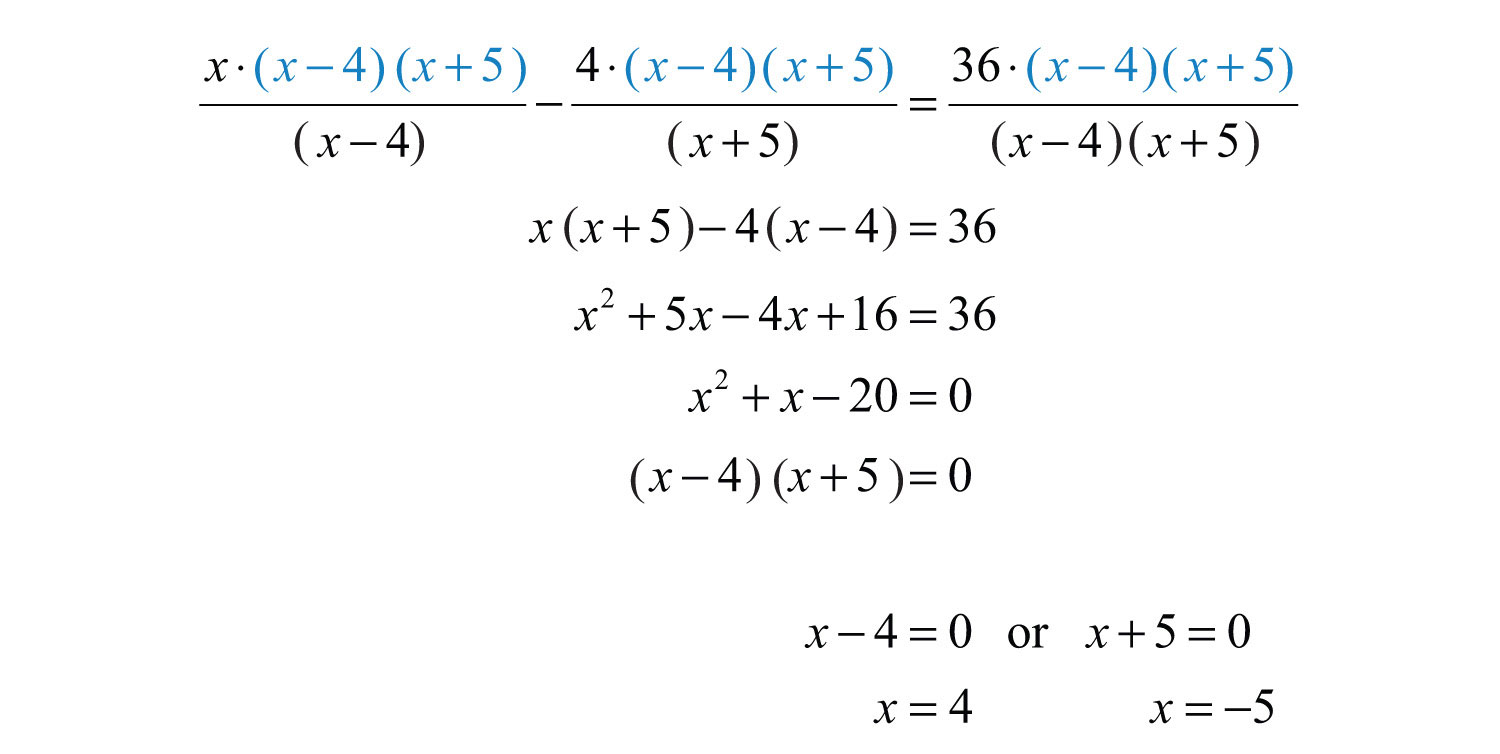 x·(x−4)(x+5)/(x−4) − 4·(x−4)(x+5)/(x+5) = 36·(x−4)(x+5)/(x−4)(x+5)
x(x+5)−4(x−4)=36
x²+5x−4x+16=36
x²+x−20=0
(x−4)(x+5)=0
x−4=0 or x+5=0
x=4 x=−5